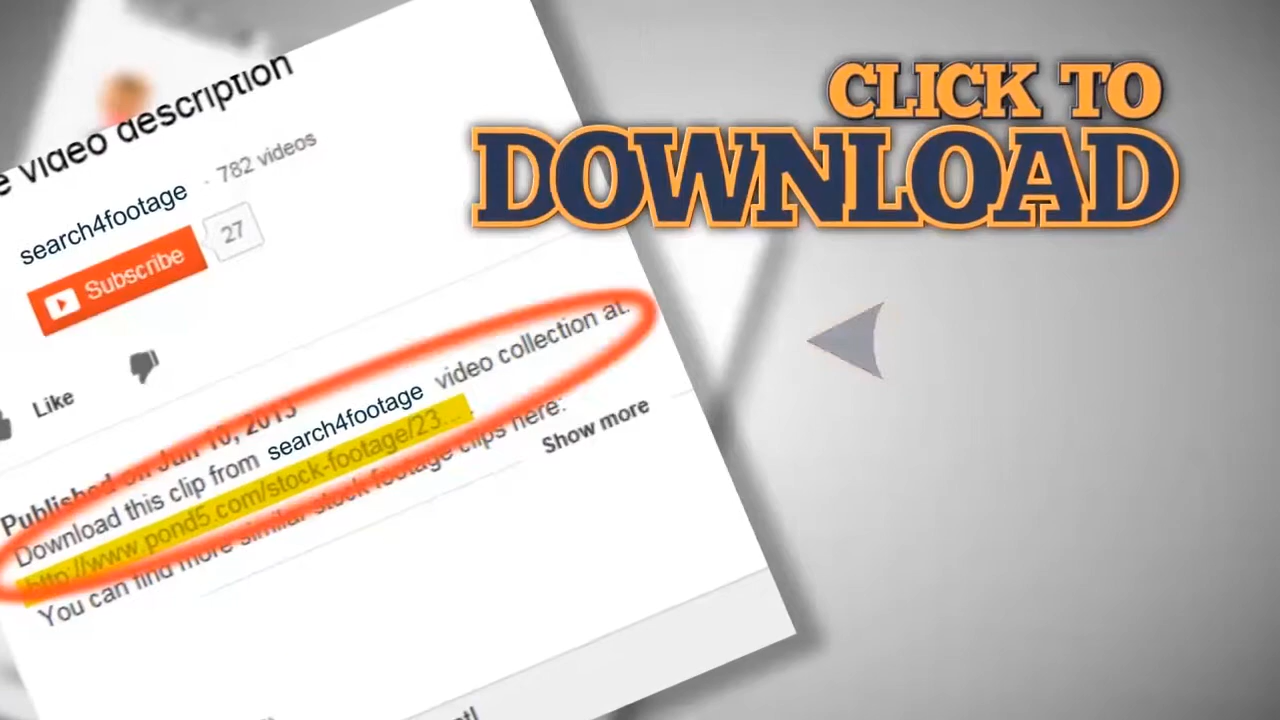 CLICK TO
DOWNLOAD
video description
search4footage · 782 videos
Subscribe 27
Like
Published on Jun 10, 2013
Download this clip from search4footage video collection at:
http://www.pond5.com/stock-footage/23...
You can find more similar stock footage clips here:
Show more